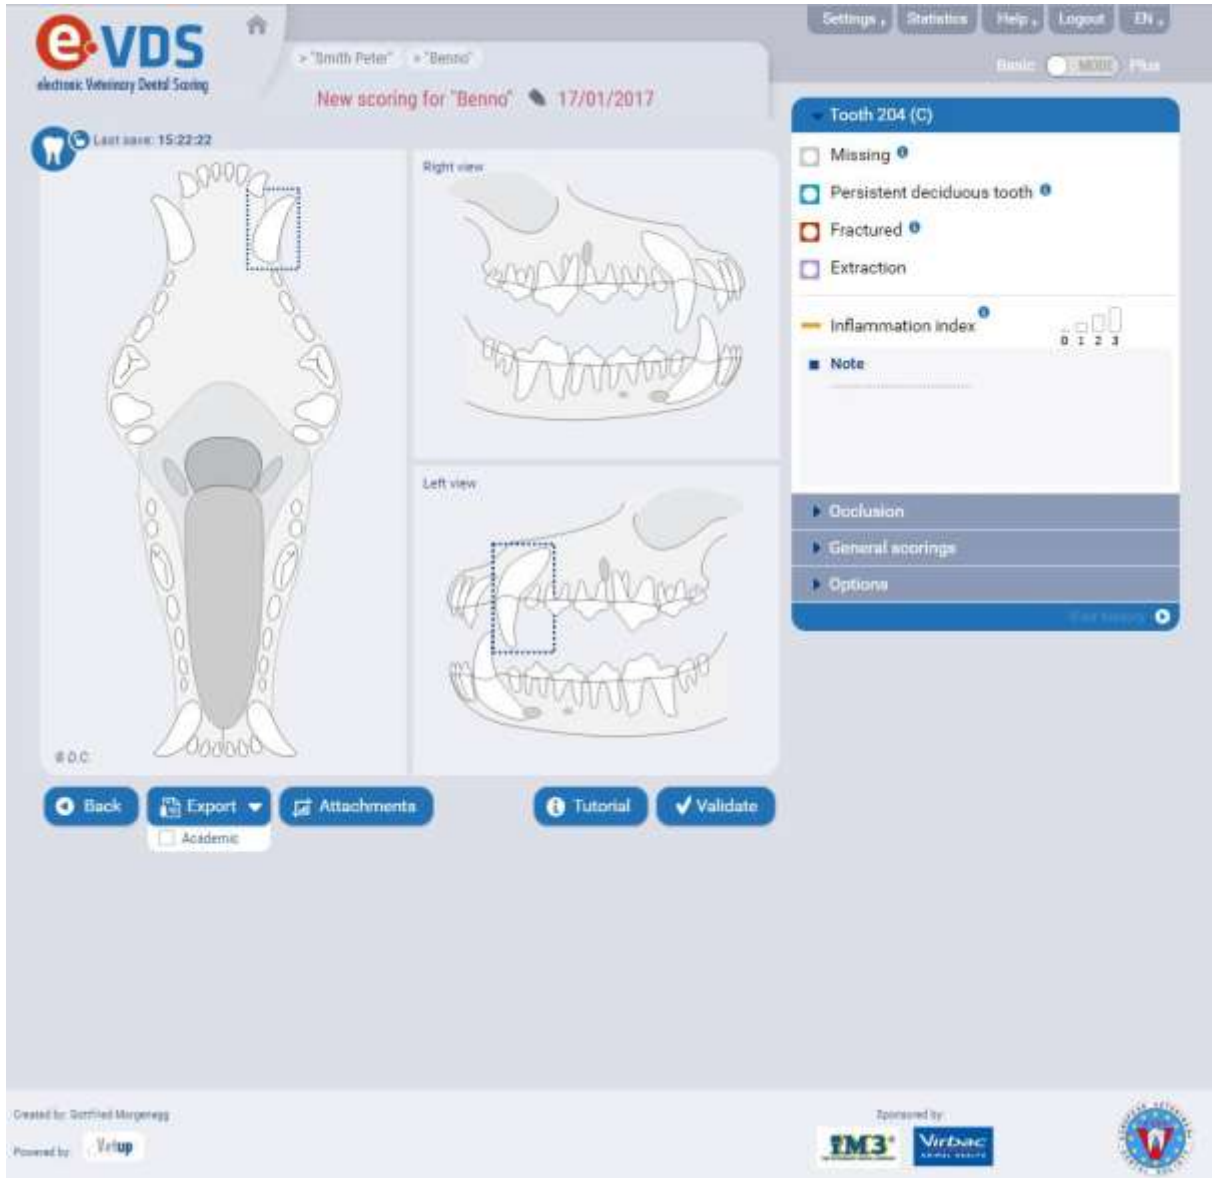 e·VDS
electronic Veterinary Dental Scoring
> "Smith Peter" > "Benno"
New scoring for "Benno" 17/01/2017
Settings Statistics Help Logout EN
Basic MODE Plus
Last save: 15:22:22
Right view
Left view
© D.C.
Tooth 204 (C)
Missing
Persistent deciduous tooth
Fractured
Extraction
Inflammation index
0 1 2 3
Note
Occlusion
General scorings
Options
Back Export Attachments Tutorial Validate
Academic
Created by: Gottfried Morgenegg
Powered by: Vetup
Sponsored by:
iM3
Virbac
ANIMAL HEALTH